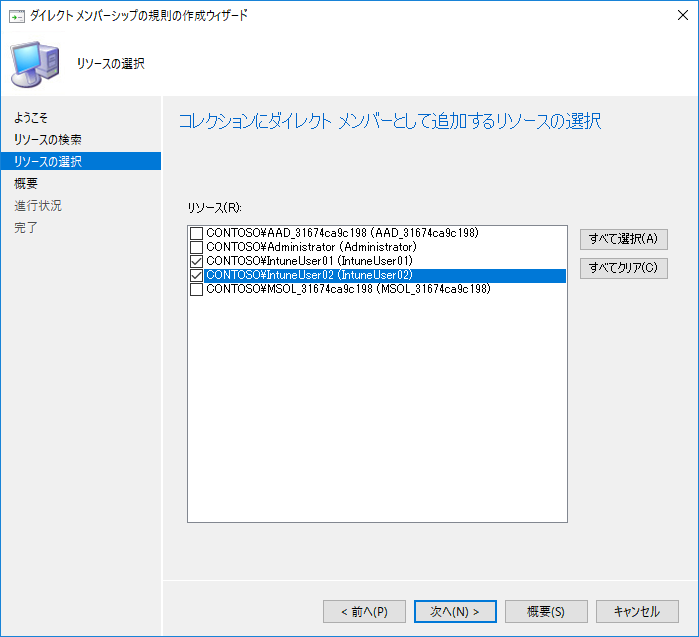 ダイレクト メンバーシップの規則の作成ウィザード
リソースの選択
ようこそ
リソースの検索
リソースの選択
概要
進行状況
完了
コレクションにダイレクト メンバーとして追加するリソースの選択
リソース(R):
CONTOSO¥AAD_31674ca9c198 (AAD_31674ca9c198)
CONTOSO¥Administrator (Administrator)
CONTOSO¥IntuneUser01 (IntuneUser01)
CONTOSO¥IntuneUser02 (IntuneUser02)
CONTOSO¥MSOL_31674ca9c198 (MSOL_31674ca9c198)
すべて選択(A)
すべてクリア(C)
< 前へ(P)
次へ(N) >
概要(S)
キャンセル